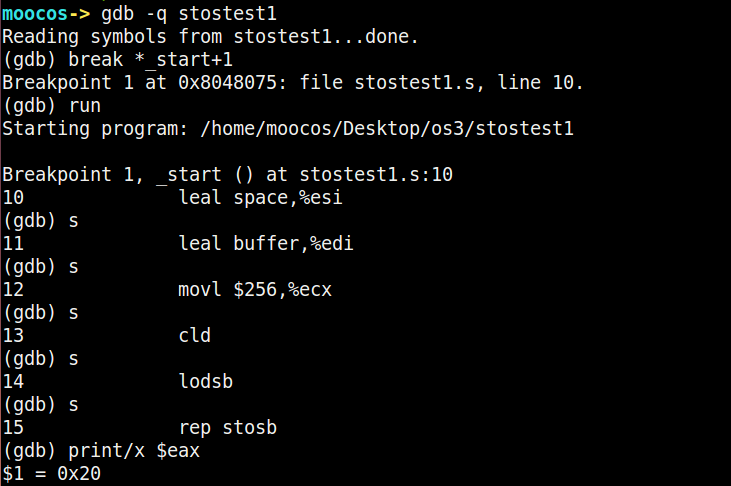 moocos-> gdb -q stostest1
Reading symbols from stostest1...done.
(gdb) break *_start+1
Breakpoint 1 at 0x8048075: file stostest1.s, line 10.
(gdb) run
Starting program: /home/moocos/Desktop/os3/stostest1
Breakpoint 1, _start () at stostest1.s:10
10 leal space,%esi
(gdb) s
11 leal buffer,%edi
(gdb) s
12 movl $256,%ecx
(gdb) s
13 cld
(gdb) s
14 lodsb
(gdb) s
15 rep stosb
(gdb) print/x $eax
$1 = 0x20